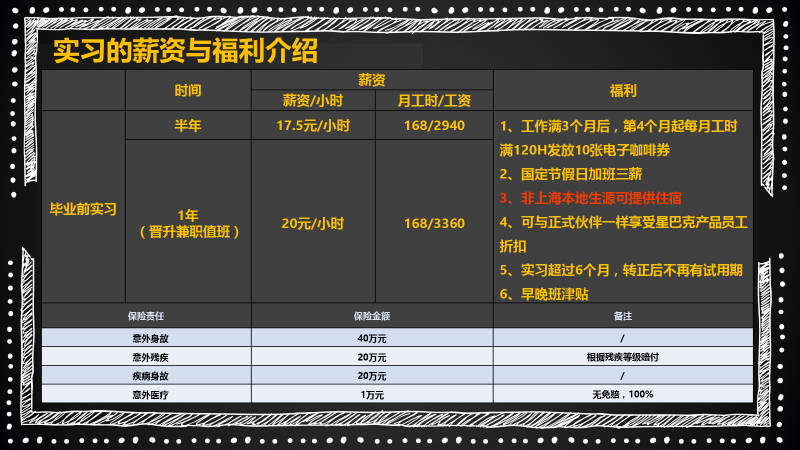 实习的薪资与福利介绍
时间
薪资
福利
薪资/小时
月工时/工资
毕业前实习
半年
17.5元/小时
168/2940
1年
（晋升兼职值班）
20元/小时
168/3360
1、工作满3个月后，第4个月起每月工时
满120H发放10张电子咖啡券
2、国定节假日加班三薪
3、非上海本地生源可提供住宿
4、可与正式伙伴一样享受星巴克产品员工
折扣
5、实习超过6个月，转正后不再有试用期
6、早晚班津贴
保险责任
保险金额
备注
意外身故
40万元
/
意外残疾
20万元
根据残疾等级赔付
疾病身故
20万元
/
意外医疗
1万元
无免赔，100%